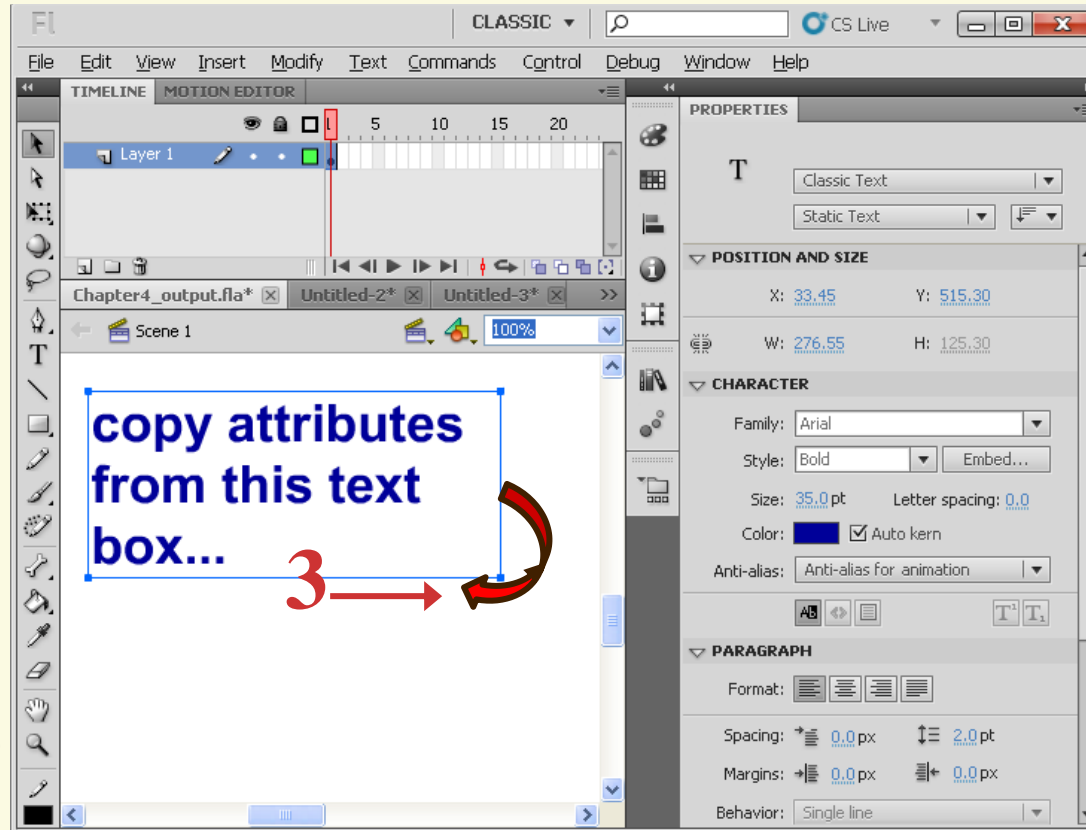 Fl CLASSIC CS Live
File Edit View Insert Modify Text Commands Control Debug Window Help
TIMELINE MOTION EDITOR
1 5 10 15 20
Layer 1
Chapter4_output.fla* Untitled-2* Untitled-3* >>
Scene 1 100%
copy attributes
from this text
box...
3
PROPERTIES
T Classic Text
Static Text
POSITION AND SIZE
X: 33.45 Y: 515.30
W: 276.55 H: 125.30
CHARACTER
Family: Arial
Style: Bold Embed...
Size: 35.0 pt Letter spacing: 0.0
Color: Auto kern
Anti-alias: Anti-alias for animation
PARAGRAPH
Format:
Spacing: 0.0 px 2.0 pt
Margins: 0.0 px 0.0 px
Behavior: Single line